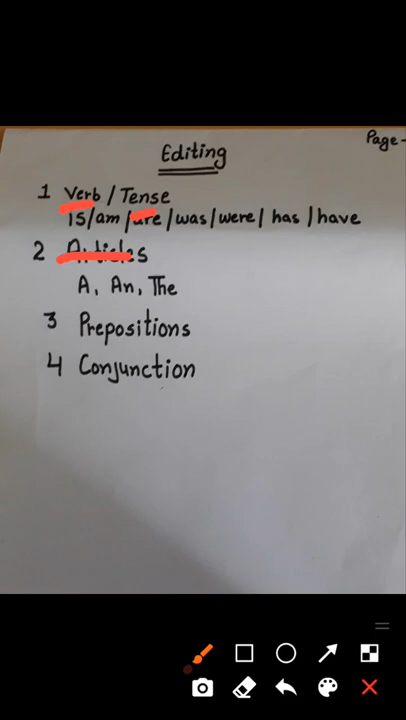 Page-
Editing
1 Verb / Tense
is/am/are/was/were/ has / have
2 Articles
A, An, The
3 Prepositions
4 Conjunction